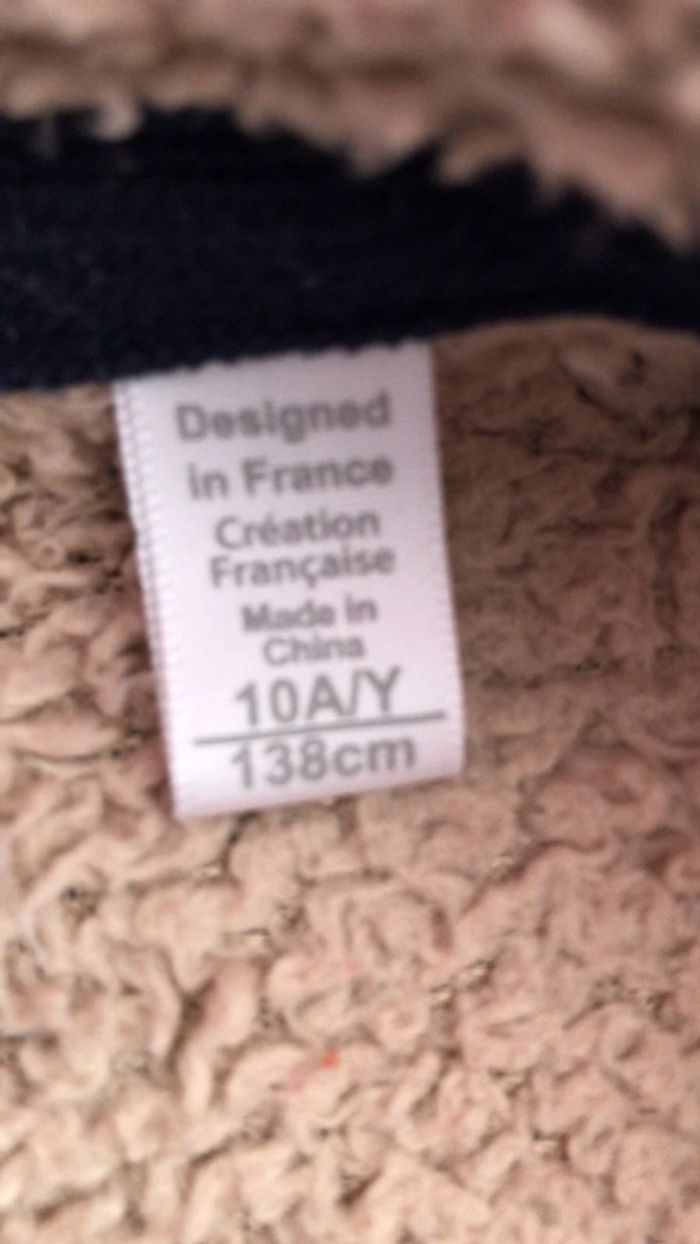 Designed
in France
Création
Française
Made in
China
10A/Y
138cm